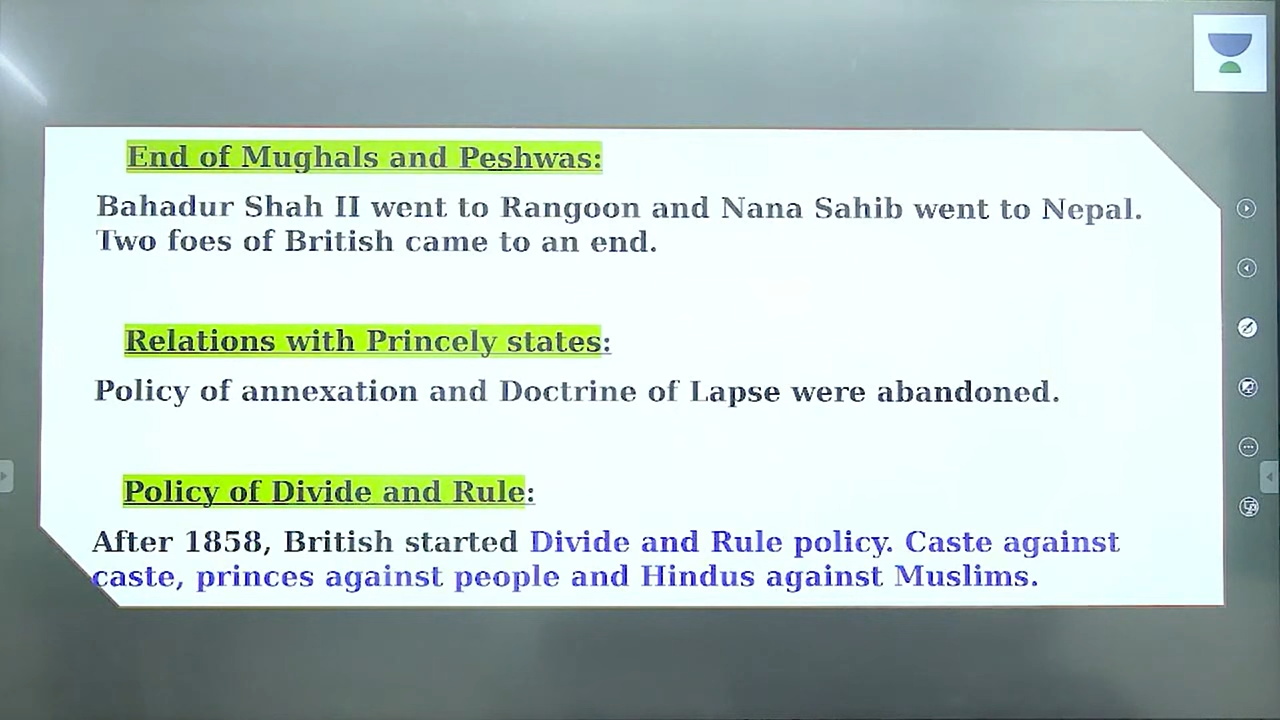 End of Mughals and Peshwas:
Bahadur Shah II went to Rangoon and Nana Sahib went to Nepal.
Two foes of British came to an end.
Relations with Princely states:
Policy of annexation and Doctrine of Lapse were abandoned.
Policy of Divide and Rule:
After 1858, British started Divide and Rule policy. Caste against
caste, princes against people and Hindus against Muslims.